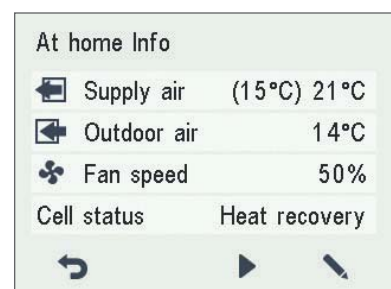 At home Info
Supply air (15°C) 21°C
Outdoor air 14°C
Fan speed 50%
Cell status Heat recovery